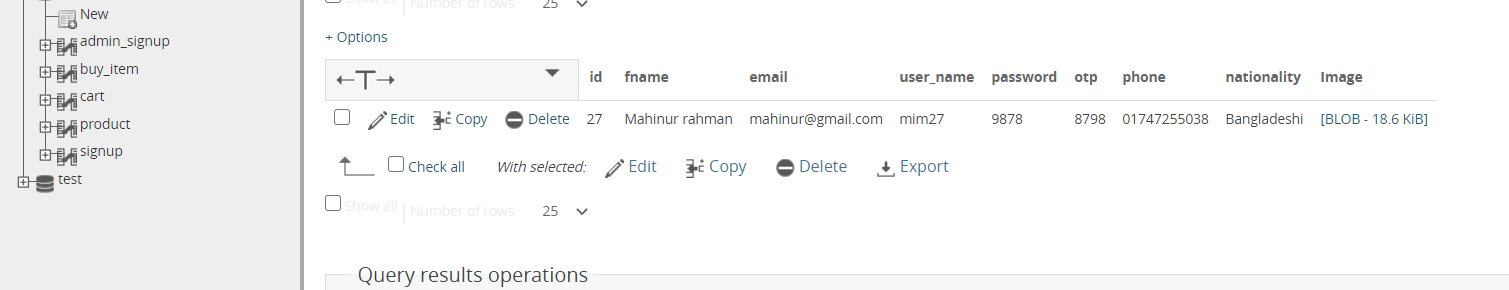 New
admin_signup
buy_item
cart
product
signup
test
Show all Number of rows: 25
+ Options
←T→ id fname email user_name password otp phone nationality Image
Edit Copy Delete 27 Mahinur rahman mahinur@gmail.com mim27 9878 8798 01747255038 Bangladeshi [BLOB - 18.6 KiB]
Check all With selected: Edit Copy Delete Export
Show all Number of rows: 25
Query results operations